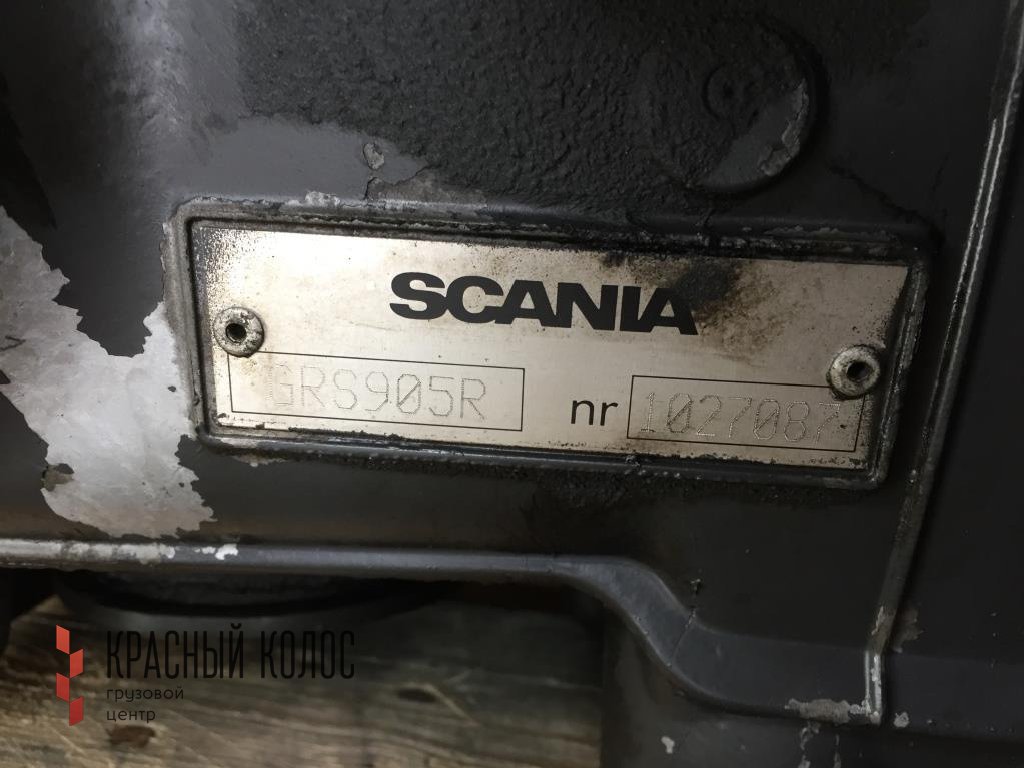 SCANIA
GRS905R nr 1027087
КРАСНЫЙ КОЛОС
грузовой
центр